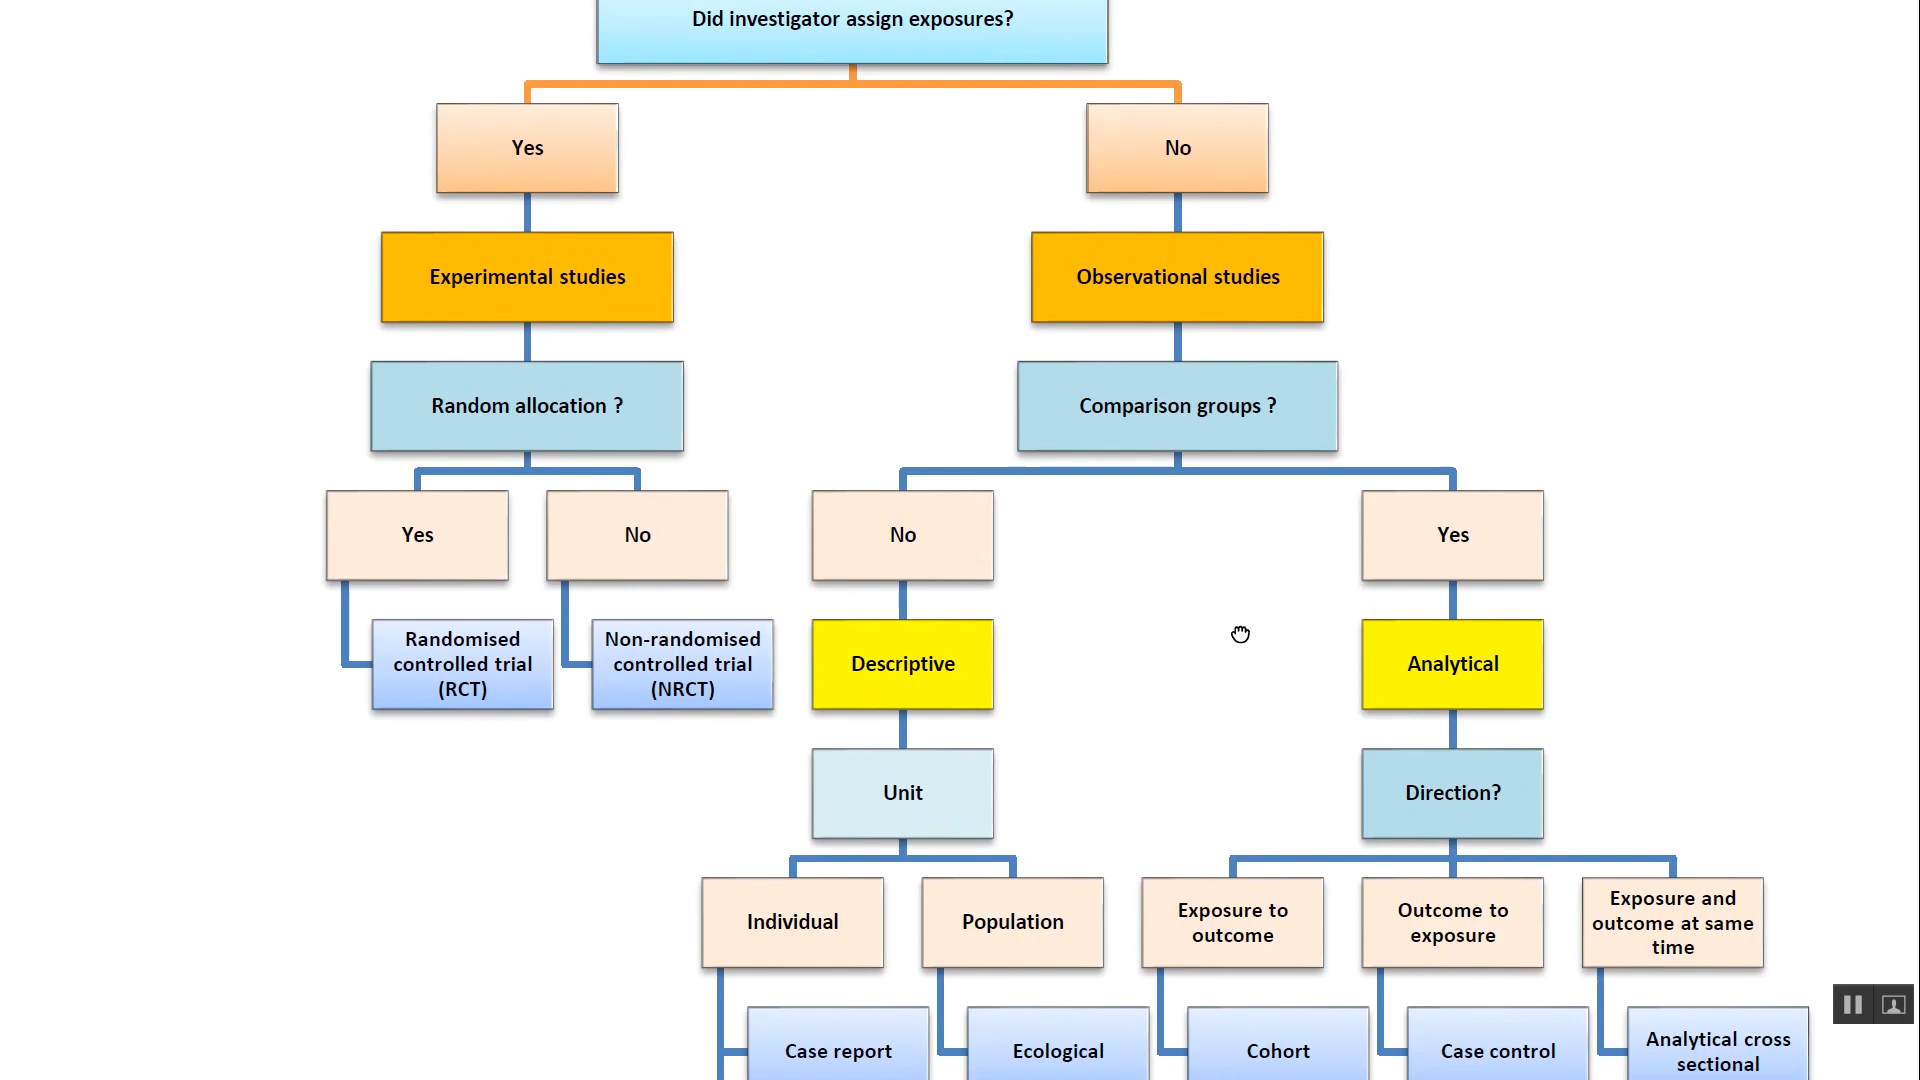 Did investigator assign exposures?
Yes
No
Experimental studies
Observational studies
Random allocation ?
Comparison groups ?
Yes
No
No
Yes
Randomised
controlled trial
(RCT)
Non-randomised
controlled trial
(NRCT)
Descriptive
Analytical
Unit
Direction?
Individual
Population
Exposure to
outcome
Outcome to
exposure
Exposure and
outcome at same
time
Case report
Ecological
Cohort
Case control
Analytical cross
sectional